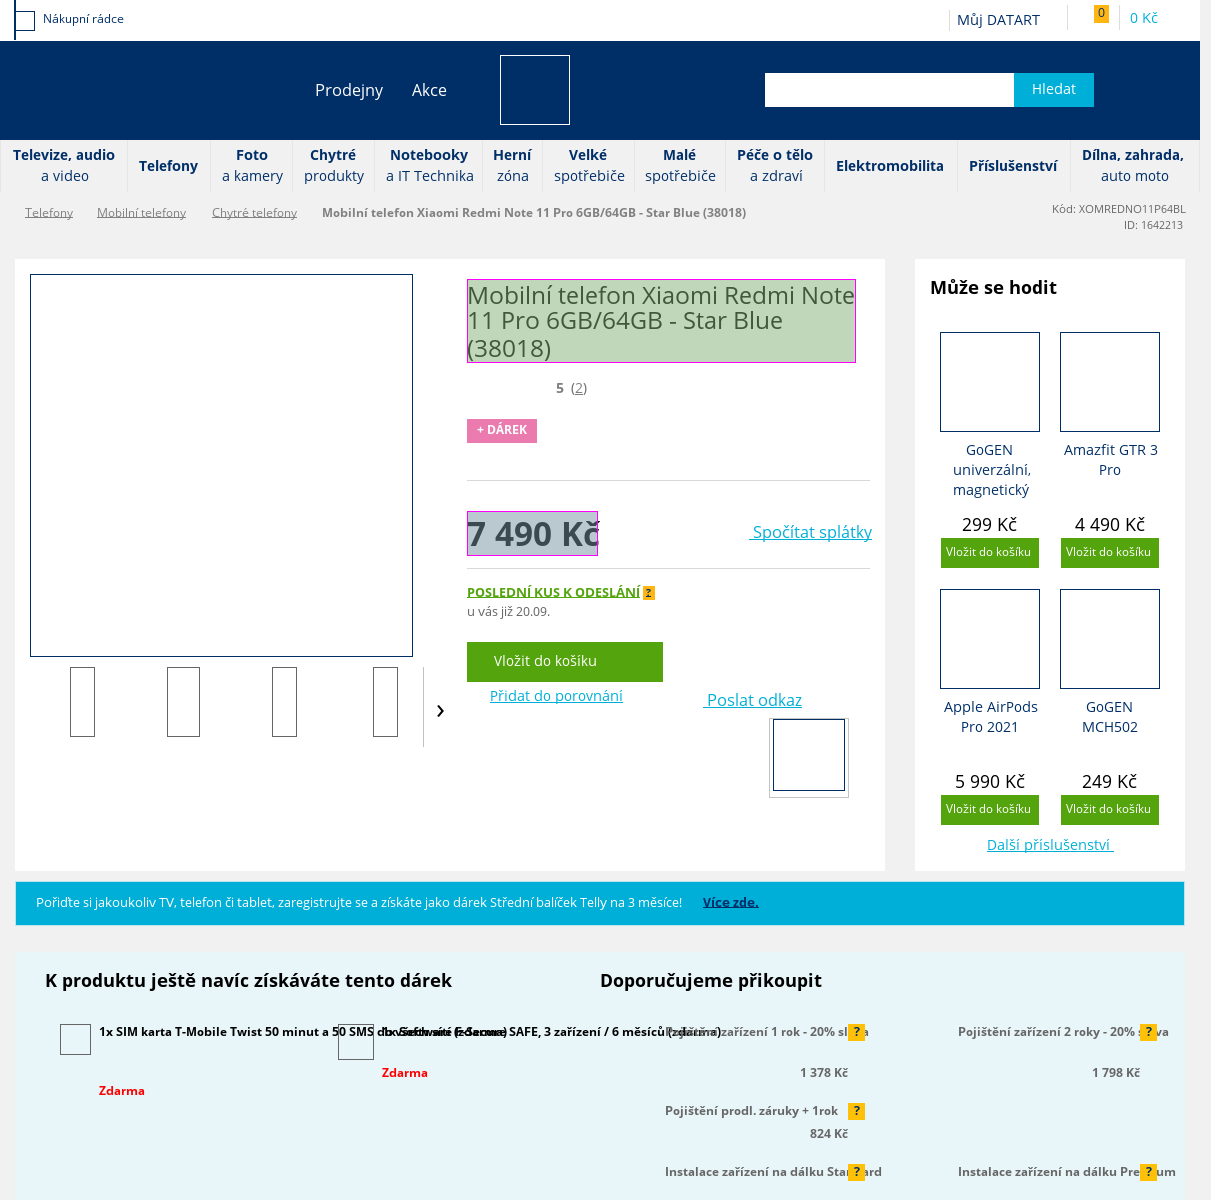 Nákupní rádce
Můj DATART
0
0 Kč
Prodejny
Akce
Hledat
Televize, audio
a video
Telefony
Foto
a kamery
Chytré
produkty
Notebooky
a IT Technika
Herní
zóna
Velké
spotřebiče
Malé
spotřebiče
Péče o tělo
a zdraví
Elektromobilita
Příslušenství
Dílna, zahrada,
auto moto
Telefony
Mobilní telefony
Chytré telefony
Mobilní telefon Xiaomi Redmi Note 11 Pro 6GB/64GB - Star Blue (38018)
Kód: XOMREDNO11P64BL
ID: 1642213
Mobilní telefon Xiaomi Redmi Note
11 Pro 6GB/64GB - Star Blue
(38018)
5 (2)
+ DÁREK
7 490 Kč
Spočítat splátky
POSLEDNÍ KUS K ODESLÁNÍ ?
u vás již 20.09.
Vložit do košíku
Přidat do porovnání
Poslat odkaz
›
Může se hodit
GoGEN
univerzální,
magnetický
299 Kč
Vložit do košíku
Amazfit GTR 3
Pro
4 490 Kč
Vložit do košíku
Apple AirPods
Pro 2021
5 990 Kč
Vložit do košíku
GoGEN
MCH502
249 Kč
Vložit do košíku
Další příslušenství
Pořiďte si jakoukoliv TV, telefon či tablet, zaregistrujte se a získáte jako dárek Střední balíček Telly na 3 měsíce! Více zde.
K produktu ještě navíc získáváte tento dárek
1x SIM karta T-Mobile Twist 50 minut a 50 SMS do všech sítí (zdarma)
Zdarma
1x Software F-Secure SAFE, 3 zařízení / 6 měsíců (zdarma)
Zdarma
Doporučujeme přikoupit
Pojištění zařízení 1 rok - 20% sleva
?
1 378 Kč
Pojištění zařízení 2 roky - 20% sleva
?
1 798 Kč
Pojištění prodl. záruky + 1rok
?
824 Kč
Instalace zařízení na dálku Standard
?
Instalace zařízení na dálku Premium
?